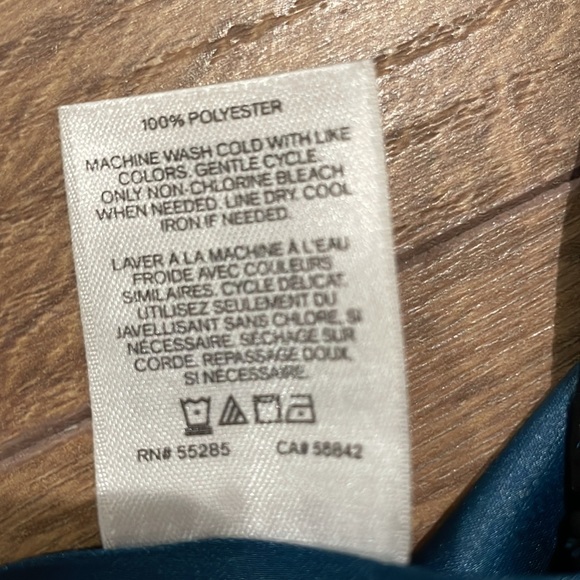 100% POLYESTER
MACHINE WASH COLD WITH LIKE
COLORS. GENTLE CYCLE.
ONLY NON-CHLORINE BLEACH
WHEN NEEDED. LINE DRY. COOL
IRON IF NEEDED.
LAVER À LA MACHINE À L'EAU
FROIDE AVEC COULEURS
SIMILAIRES. CYCLE DÉLICAT.
UTILISEZ SEULEMENT DU
JAVELLISANT SANS CHLORE, SI
NÉCESSAIRE. SÉCHAGE SUR
CORDE. REPASSAGE DOUX,
SI NÉCESSAIRE.
RN# 55285 CA# 58842